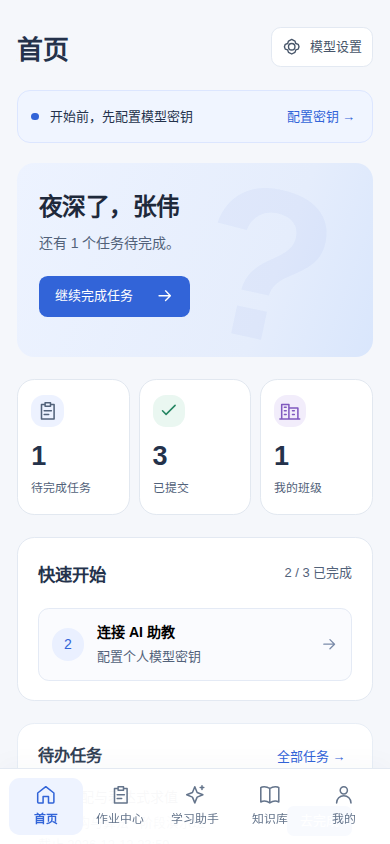 首页
模型设置
开始前，先配置模型密钥
配置密钥 →
夜深了，张伟
还有 1 个任务待完成。
继续完成任务 →
?
1
待完成任务
3
已提交
1
我的班级
快速开始
2 / 3 已完成
2
连接 AI 助教
配置个人模型密钥
待办任务
全部任务 →
首页
作业中心
学习助手
知识库
我的